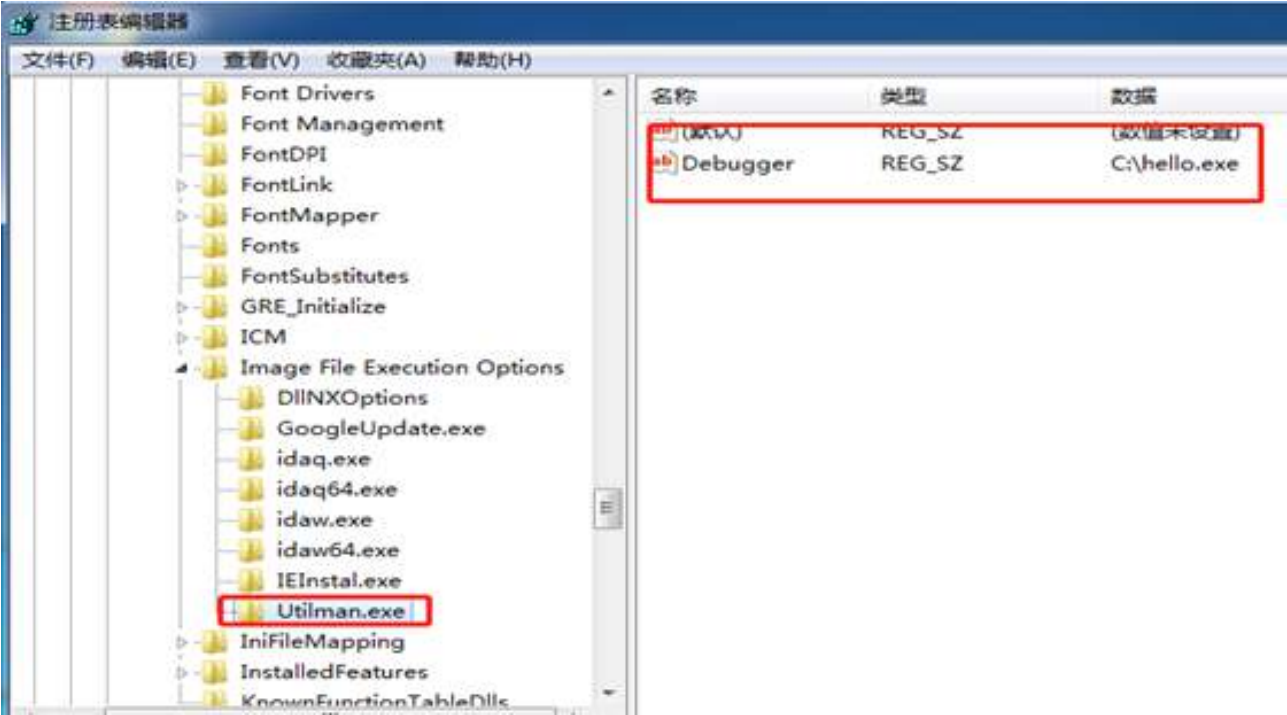 注册表编辑器
文件(F) 编辑(E) 查看(V) 收藏夹(A) 帮助(H)
Font Drivers
Font Management
FontDPI
FontLink
FontMapper
Fonts
FontSubstitutes
GRE_Initialize
ICM
Image File Execution Options
DllNXOptions
GoogleUpdate.exe
idaq.exe
idaq64.exe
idaw.exe
idaw64.exe
IEInstal.exe
Utilman.exe
IniFileMapping
InstalledFeatures
KnownFunctionTableDlls
名称 类型 数据
(默认) REG_SZ (数值未设置)
Debugger REG_SZ C:\hello.exe